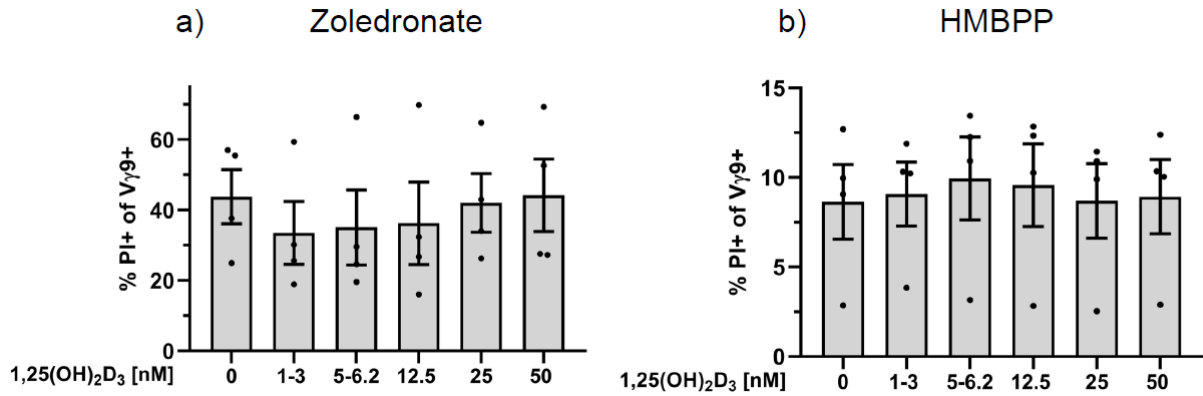 a) Zoledronate
% PI+ of Vγ9+
60
40
20
0
1,25(OH)₂D₃ [nM] 0 1-3 5-6.2 12.5 25 50
b) HMBPP
% PI+ of Vγ9+
15
10
5
0
1,25(OH)₂D₃ [nM] 0 1-3 5-6.2 12.5 25 50